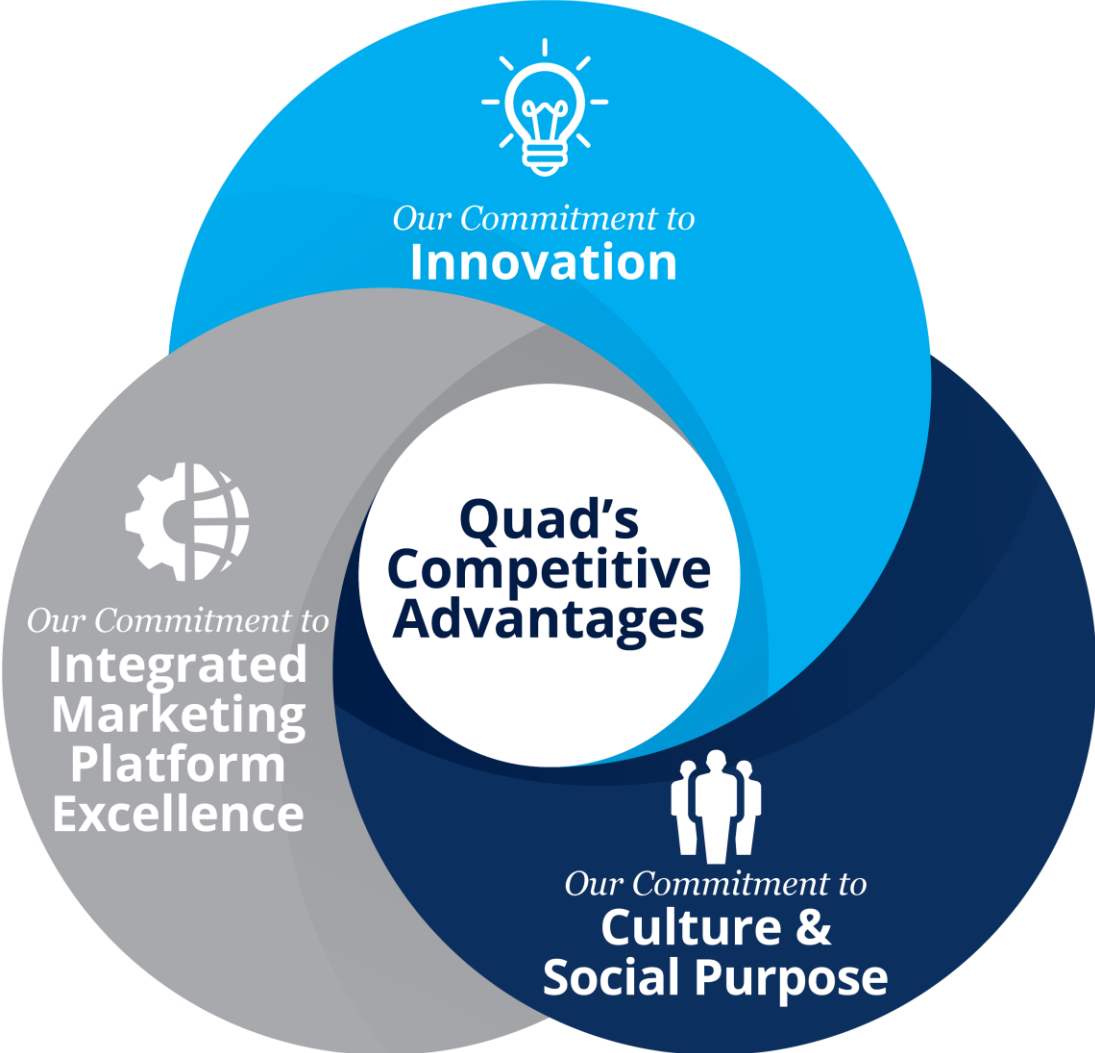 Our Commitment to
Innovation
Quad’s
Competitive
Advantages
Our Commitment to
Integrated
Marketing
Platform
Excellence
Our Commitment to
Culture &
Social Purpose